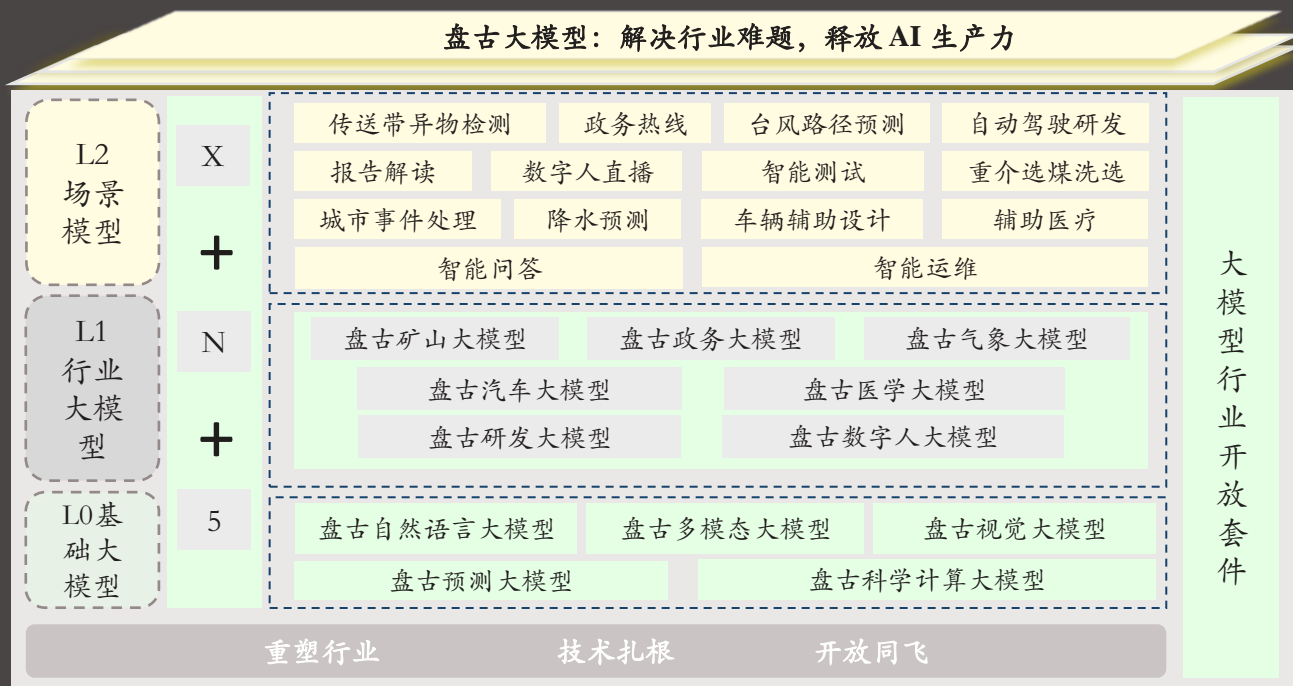 盘古大模型：解决行业难题，释放 AI 生产力
L2
场景
模型
X
传送带异物检测
政务热线
台风路径预测
自动驾驶研发
报告解读
数字人直播
智能测试
重介选煤洗选
城市事件处理
降水预测
车辆辅助设计
辅助医疗
智能问答
智能运维
+
L1
行业
大模
型
N
盘古矿山大模型
盘古政务大模型
盘古气象大模型
盘古汽车大模型
盘古医学大模型
盘古研发大模型
盘古数字人大模型
+
L0基
础大
模型
5
盘古自然语言大模型
盘古多模态大模型
盘古视觉大模型
盘古预测大模型
盘古科学计算大模型
大
模
型
行
业
开
放
套
件
重塑行业
技术扎根
开放同飞